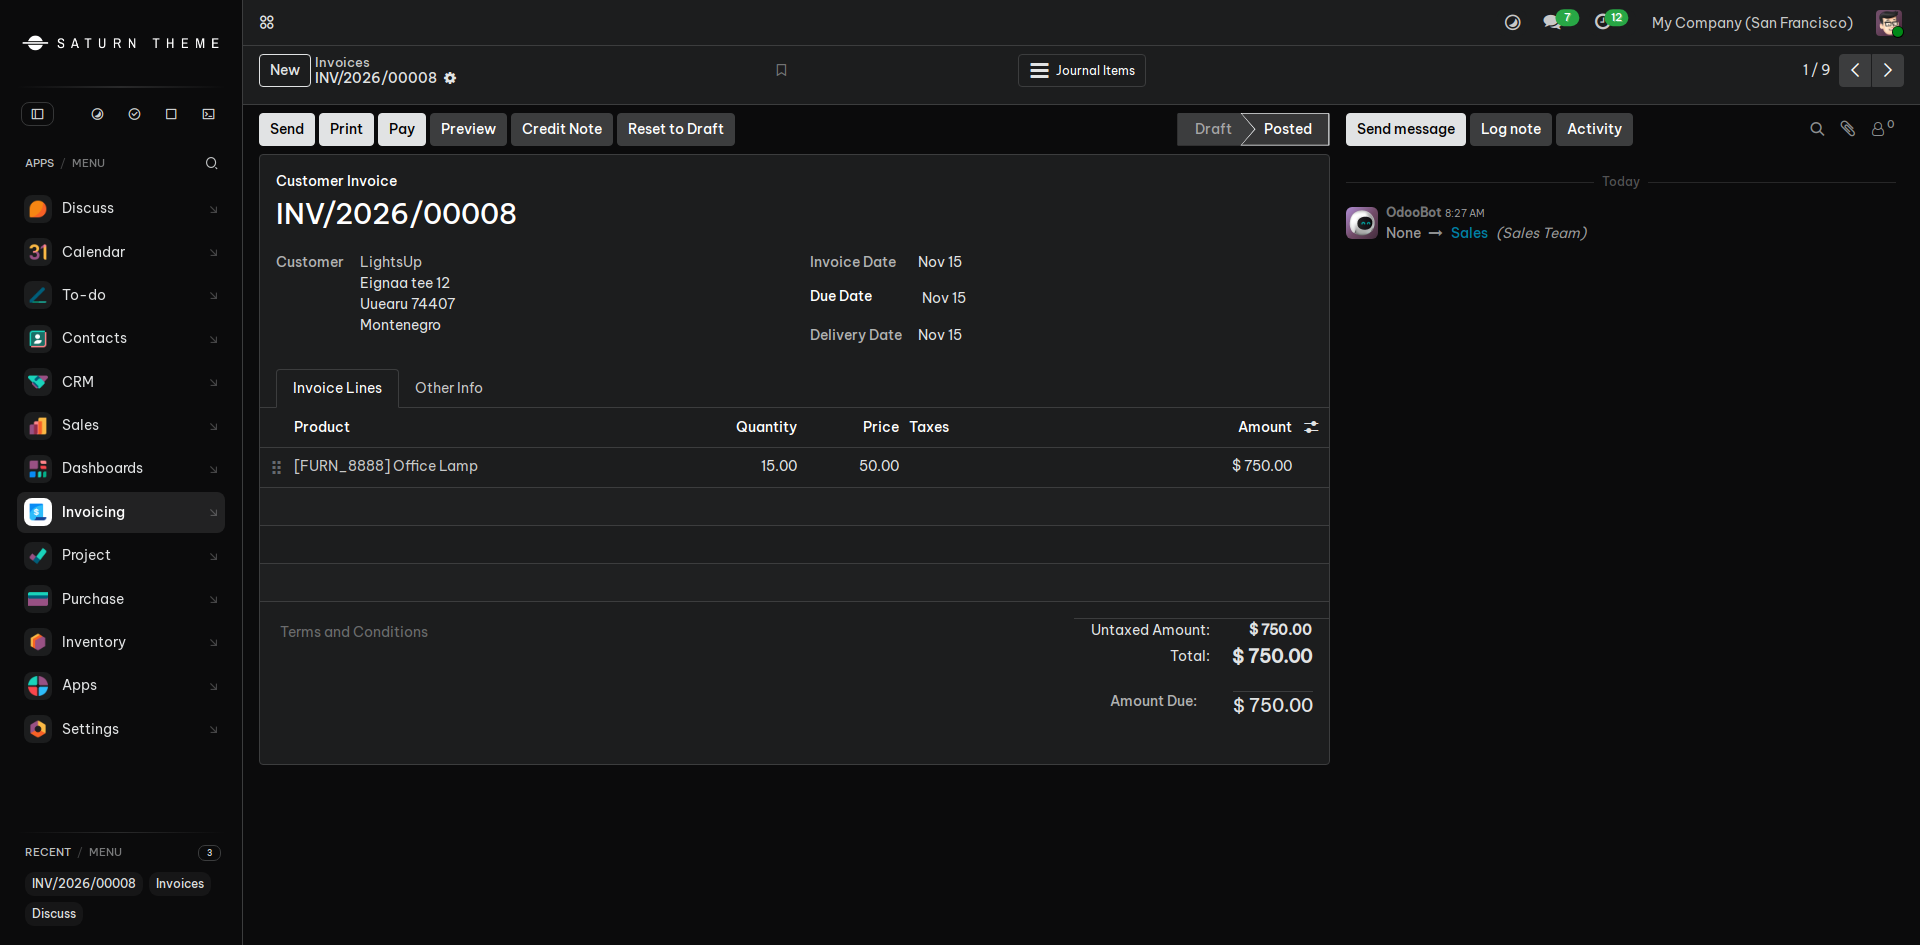 SATURN THEME
APPS / MENU
Discuss
Calendar
To-do
Contacts
CRM
Sales
Dashboards
Invoicing
Project
Purchase
Inventory
Apps
Settings
RECENT / MENU 3
INV/2026/00008 Invoices
Discuss
7 12 My Company (San Francisco)
New Invoices
INV/2026/00008
Journal Items
1 / 9
Send Print Pay Preview Credit Note Reset to Draft Draft Posted
Customer Invoice
INV/2026/00008
Customer LightsUp
Eignaa tee 12
Uuearu 74407
Montenegro
Invoice Date Nov 15
Due Date Nov 15
Delivery Date Nov 15
Invoice Lines Other Info
Product Quantity Price Taxes Amount
[FURN_8888] Office Lamp 15.00 50.00 $ 750.00
Terms and Conditions
Untaxed Amount: $ 750.00
Total: $ 750.00
Amount Due: $ 750.00
Send message Log note Activity 0
Today
OdooBot 8:27 AM
None → Sales (Sales Team)